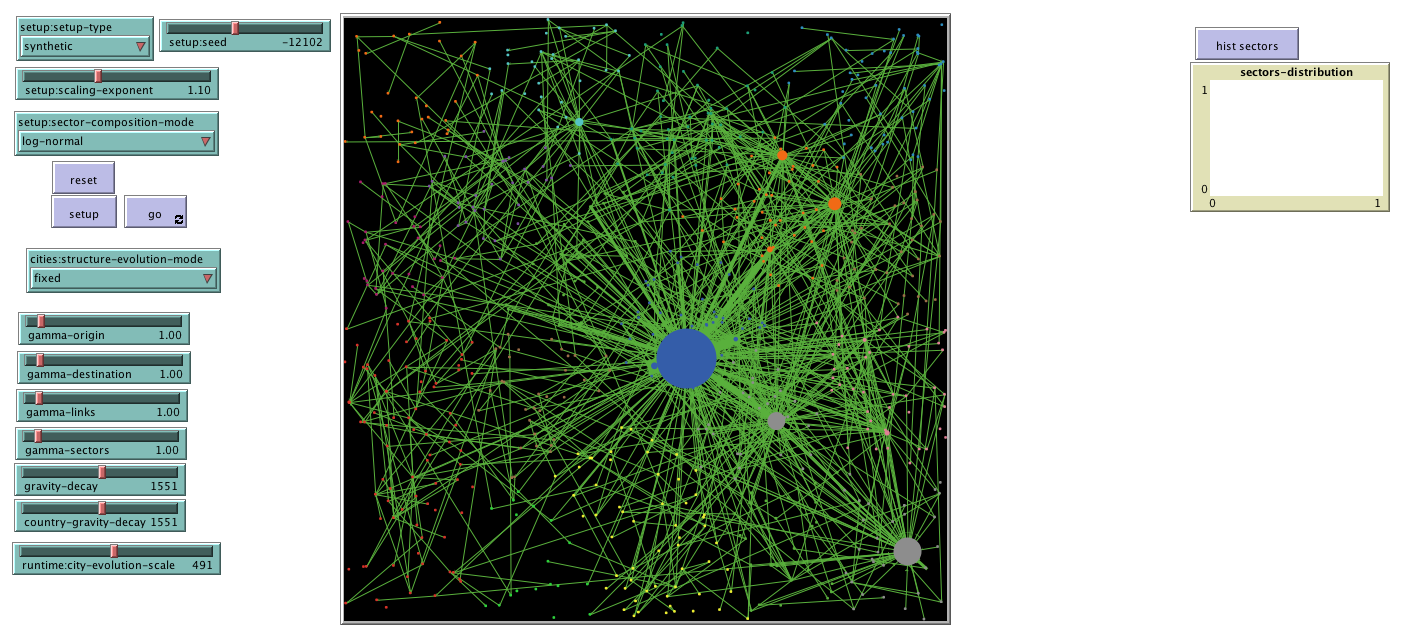 setup:setup-type
synthetic
setup:seed -12102
setup:scaling-exponent 1.10
setup:sector-composition-mode
log-normal
reset
setup
go
cities:structure-evolution-mode
fixed
gamma-origin 1.00
gamma-destination 1.00
gamma-links 1.00
gamma-sectors 1.00
gravity-decay 1551
country-gravity-decay 1551
runtime:city-evolution-scale 491
hist sectors
sectors-distribution
1
0
0 1